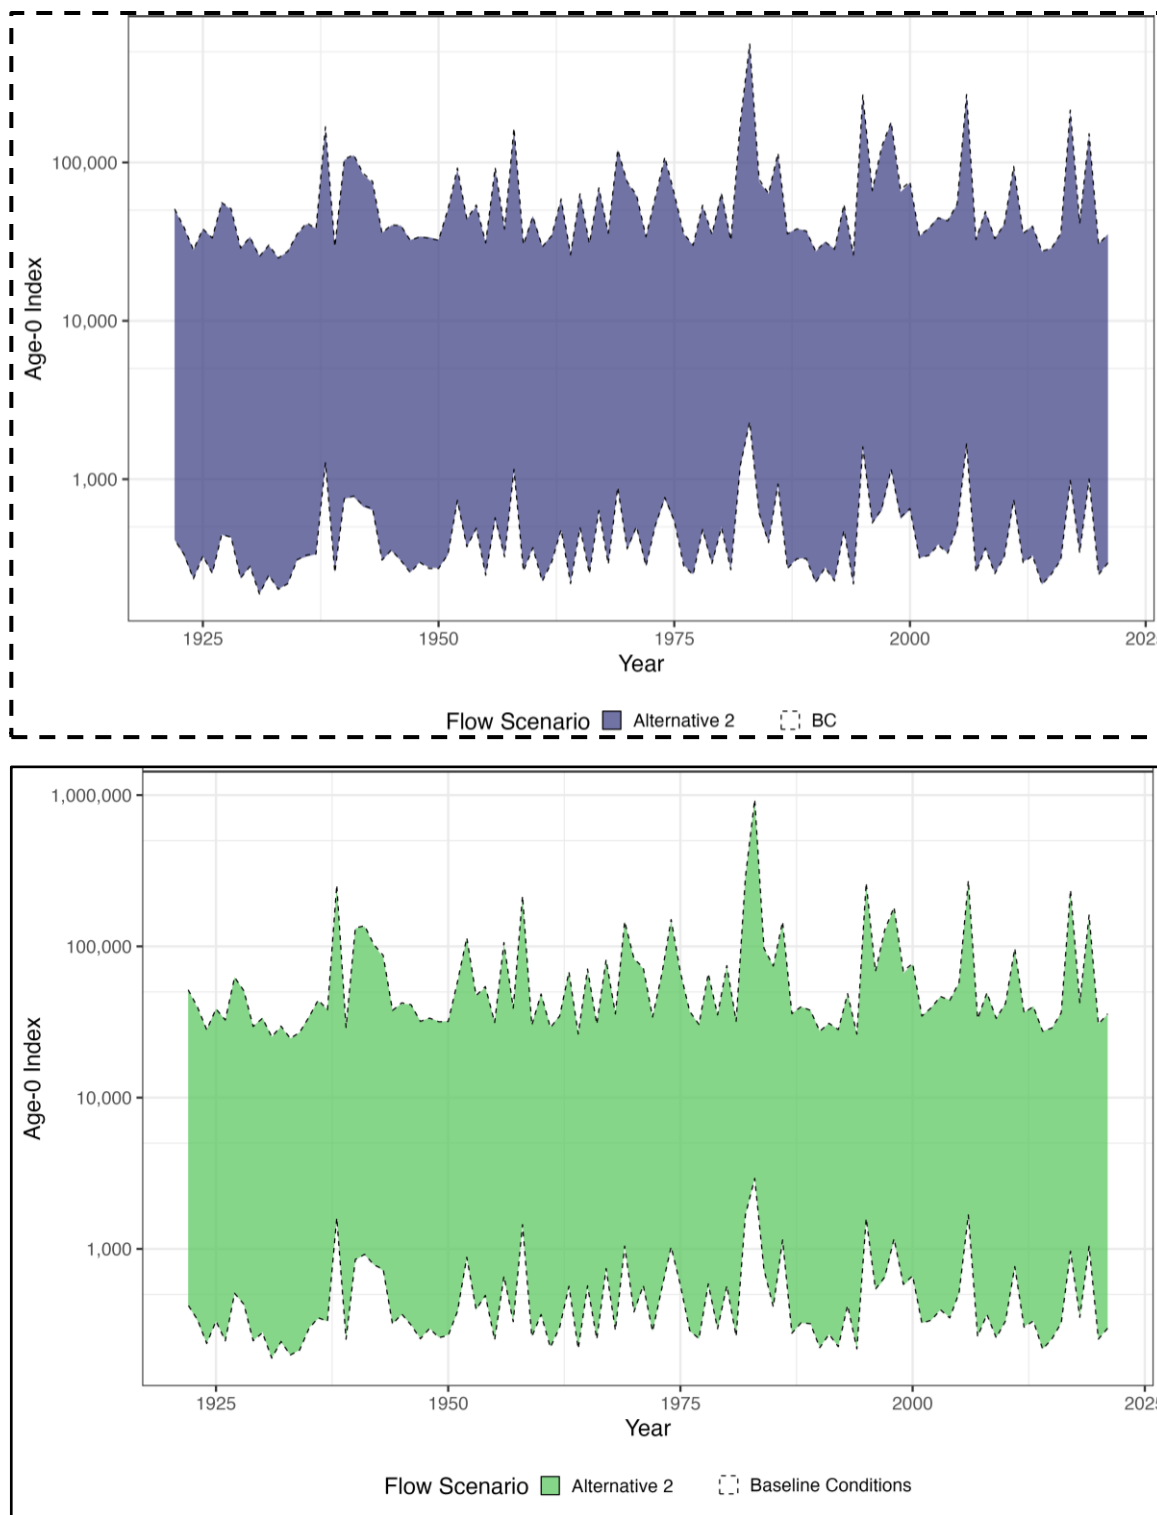 100,000
10,000
1,000
Age-0 Index
1925 1950 1975 2000 202
Year
Flow Scenario Alternative 2 BC
1,000,000
100,000
10,000
1,000
Age-0 Index
1925 1950 1975 2000 2025
Year
Flow Scenario Alternative 2 Baseline Conditions